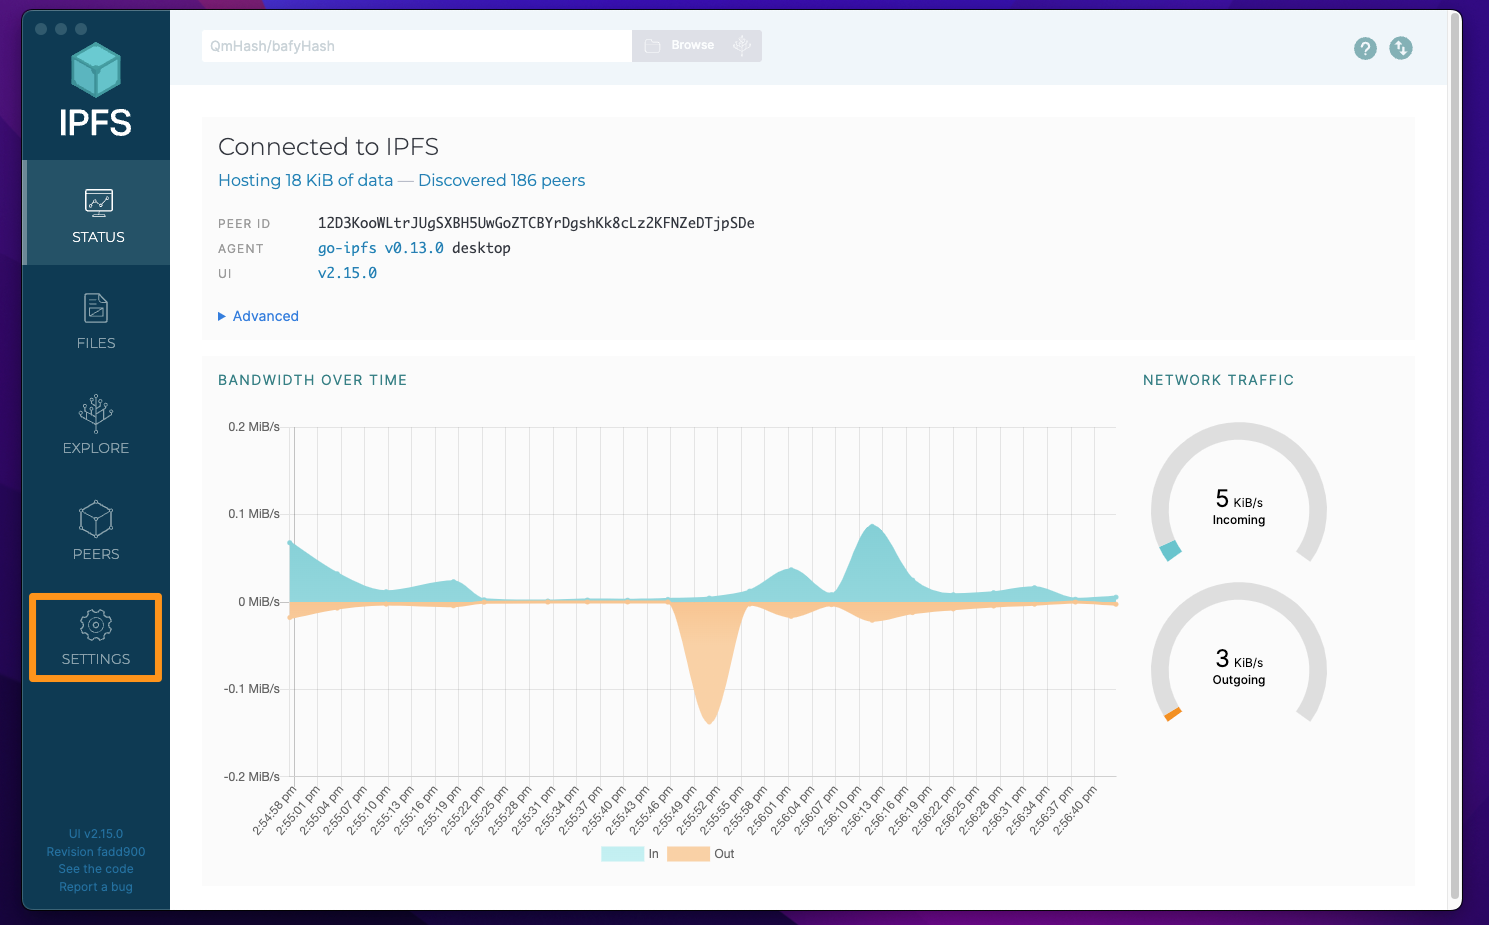 IPFS
STATUS
FILES
EXPLORE
PEERS
SETTINGS
UI v2.15.0
Revision fadd900
See the code
Report a bug
QmHash/bafyHash
Browse
?
Connected to IPFS
Hosting 18 KiB of data — Discovered 186 peers
PEER ID 12D3KooWLtrJUgSXBH5UwGoZTCBYrDgshKk8cLz2KFNZeDTjpSDe
AGENT go-ipfs v0.13.0 desktop
UI v2.15.0
Advanced
BANDWIDTH OVER TIME
0.2 MiB/s
0.1 MiB/s
0 MiB/s
-0.1 MiB/s
-0.2 MiB/s
2:54:58 pm
2:55:01 pm
2:55:04 pm
2:55:07 pm
2:55:10 pm
2:55:13 pm
2:55:16 pm
2:55:19 pm
2:55:22 pm
2:55:25 pm
2:55:28 pm
2:55:31 pm
2:55:34 pm
2:55:37 pm
2:55:40 pm
2:55:43 pm
2:55:46 pm
2:55:49 pm
2:55:52 pm
2:55:55 pm
2:55:58 pm
2:56:01 pm
2:56:04 pm
2:56:07 pm
2:56:10 pm
2:56:13 pm
2:56:16 pm
2:56:19 pm
2:56:22 pm
2:56:25 pm
2:56:28 pm
2:56:31 pm
2:56:34 pm
2:56:37 pm
2:56:40 pm
In
Out
NETWORK TRAFFIC
5 KiB/s
Incoming
3 KiB/s
Outgoing